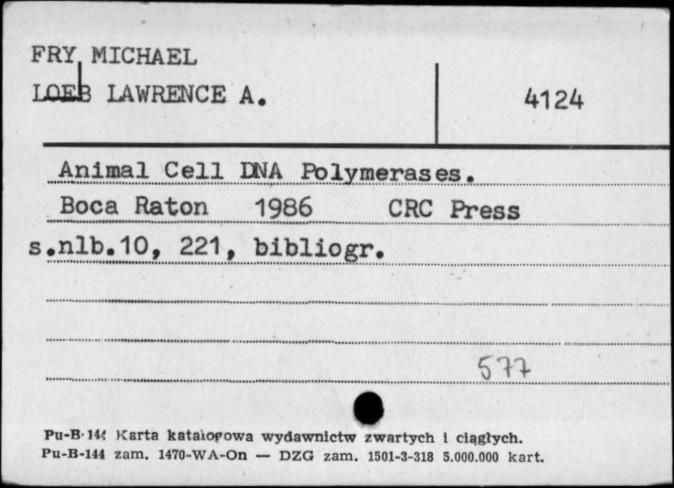 FRY MICHAEL
LOEB LAWRENCE A.
4124
Animal Cell DNA Polymerases.
Boca Raton 1986 CRC Press
s.nlb.10, 221, bibliogr.
577
Pu-B-144 Karta katalogowa wydawnictw zwartych i ciągłych.
Pu-B-144 zam. 1470-WA-On — DZG zam. 1501-3-318 5.000.000 kart.